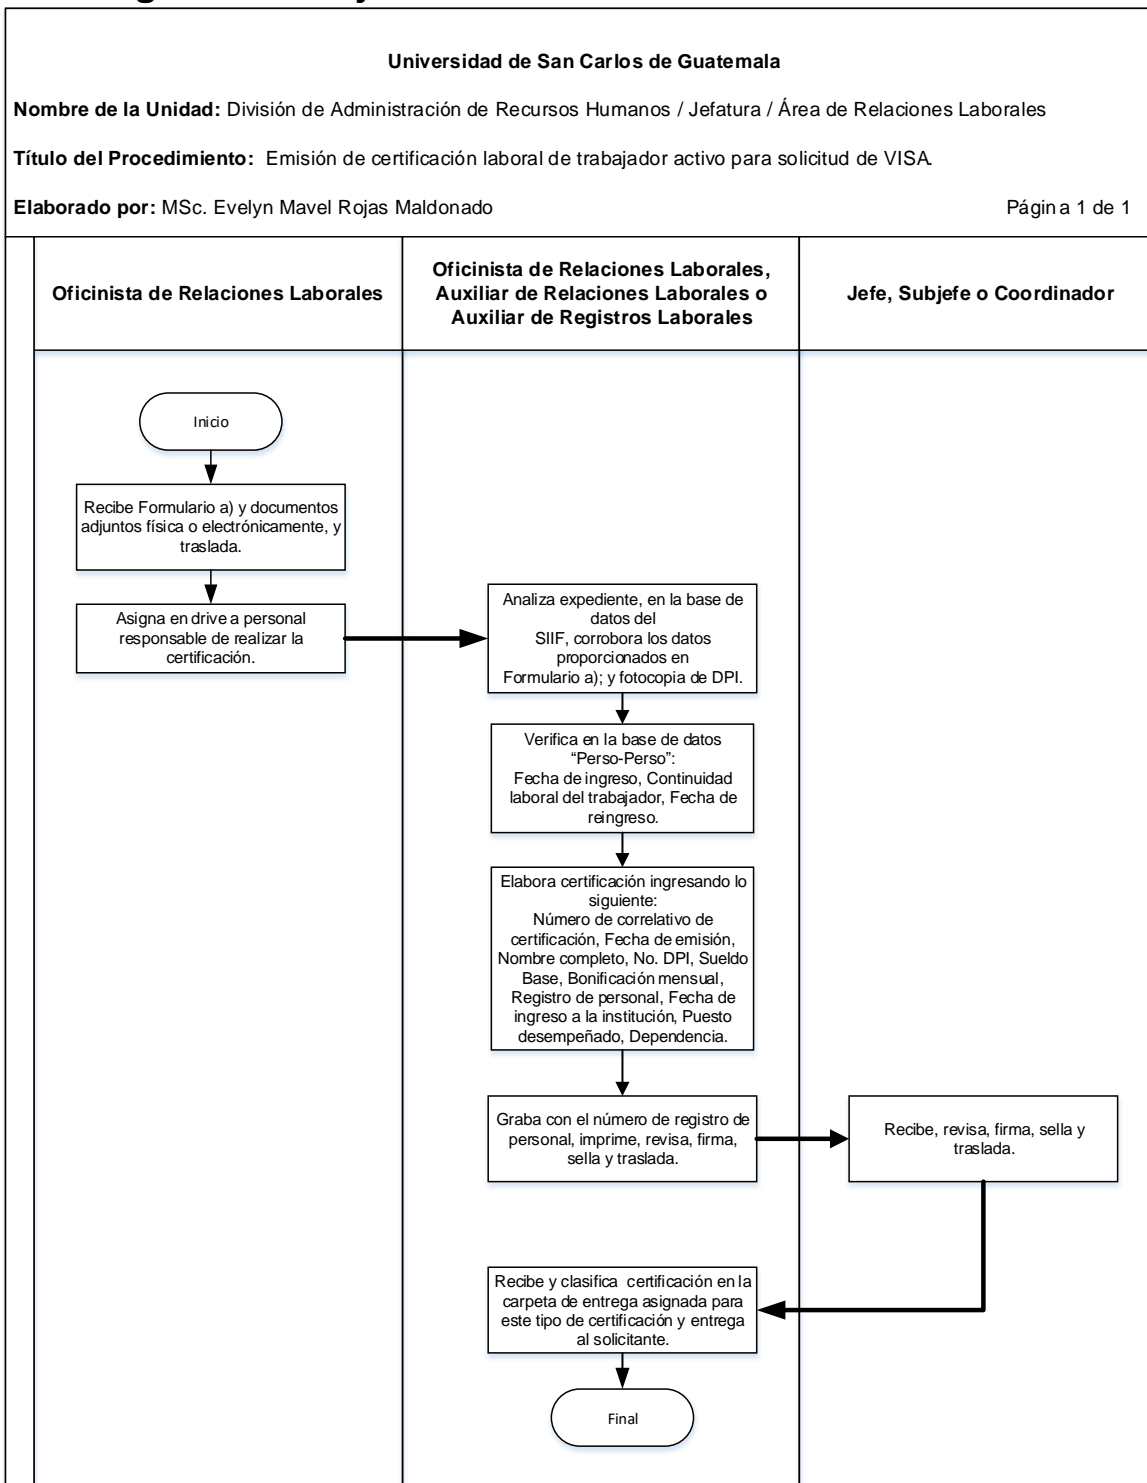 Universidad de San Carlos de Guatemala
Nombre de la Unidad: División de Administración de Recursos Humanos / Jefatura / Área de Relaciones Laborales
Título del Procedimiento: Emisión de certificación laboral de trabajador activo para solicitud de VISA.
Elaborado por: MSc. Evelyn Mavel Rojas Maldonado
Página 1 de 1
Oficinista de Relaciones Laborales
Oficinista de Relaciones Laborales,
Auxiliar de Relaciones Laborales o
Auxiliar de Registros Laborales
Jefe, Subjefe o Coordinador
Inicio
Recibe Formulario a) y documentos
adjuntos física o electrónicamente, y
traslada.
Asigna en drive a personal
responsable de realizar la
certificación.
Analiza expediente, en la base de
datos del
SIIF, corrobora los datos
proporcionados en
Formulario a); y fotocopia de DPI.
Verifica en la base de datos
“Perso-Perso”:
Fecha de ingreso, Continuidad
laboral del trabajador, Fecha de
reingreso.
Elabora certificación ingresando lo
siguiente:
Número de correlativo de
certificación, Fecha de emisión,
Nombre completo, No. DPI, Sueldo
Base, Bonificación mensual,
Registro de personal, Fecha de
ingreso a la institución, Puesto
desempeñado, Dependencia.
Graba con el número de registro de
personal, imprime, revisa, firma,
sella y traslada.
Recibe, revisa, firma, sella y
traslada.
Recibe y clasifica certificación en la
carpeta de entrega asignada para
este tipo de certificación y entrega
al solicitante.
Final